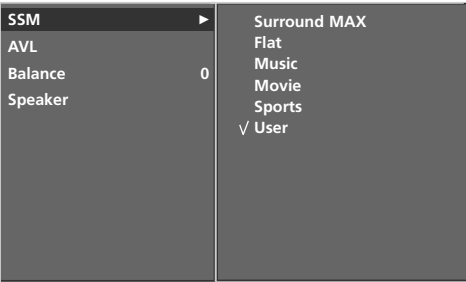 SSM ►
AVL
Balance 0
Speaker
Surround MAX
Flat
Music
Movie
Sports
√ User